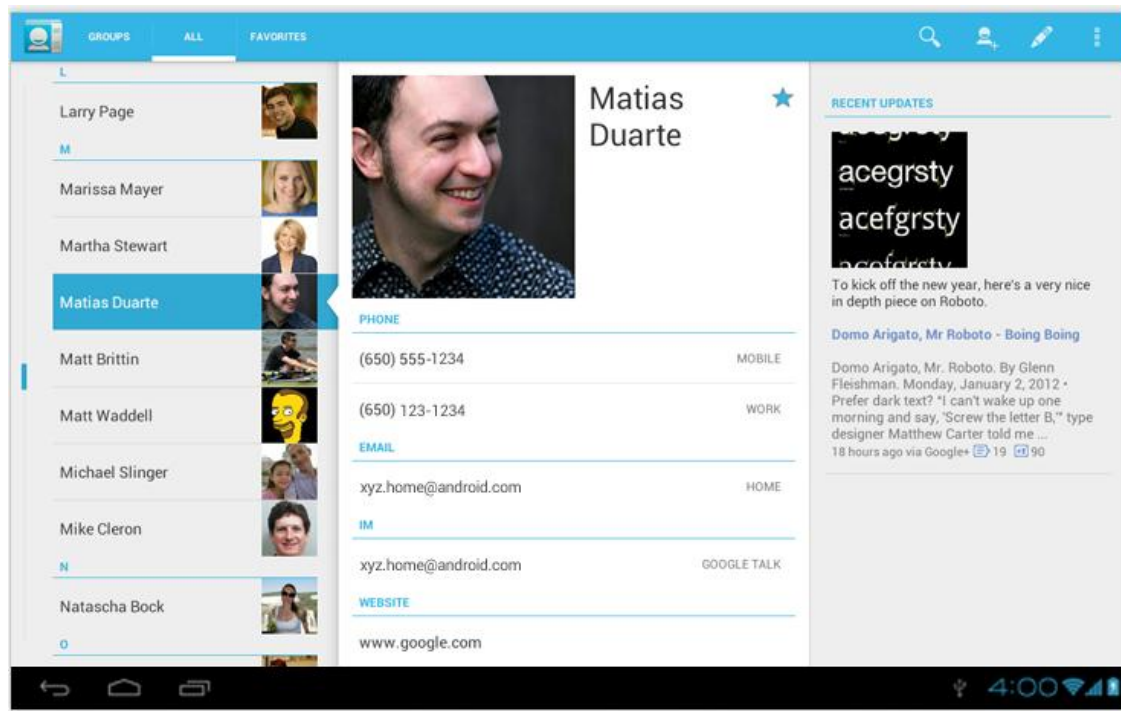 GROUPS
ALL
FAVORITES
L
Larry Page
M
Marissa Mayer
Martha Stewart
Matias Duarte
Matt Brittin
Matt Waddell
Michael Slinger
Mike Cleron
N
Natascha Bock
O
Matias
Duarte
PHONE
(650) 555-1234 MOBILE
(650) 123-1234 WORK
EMAIL
xyz.home@android.com HOME
IM
xyz.home@android.com GOOGLE TALK
WEBSITE
www.google.com
RECENT UPDATES
acegrsty
acegrsty
acefgrsty
acefgrsty
To kick off the new year, here's a very nice
in depth piece on Roboto.
Domo Arigato, Mr Roboto - Boing Boing
Domo Arigato, Mr. Roboto. By Glenn
Fleishman. Monday, January 2, 2012 •
Prefer dark text? "I can't wake up one
morning and say, 'Screw the letter B,'" type
designer Matthew Carter told me ...
18 hours ago via Google+ 19 +1 90
4:00